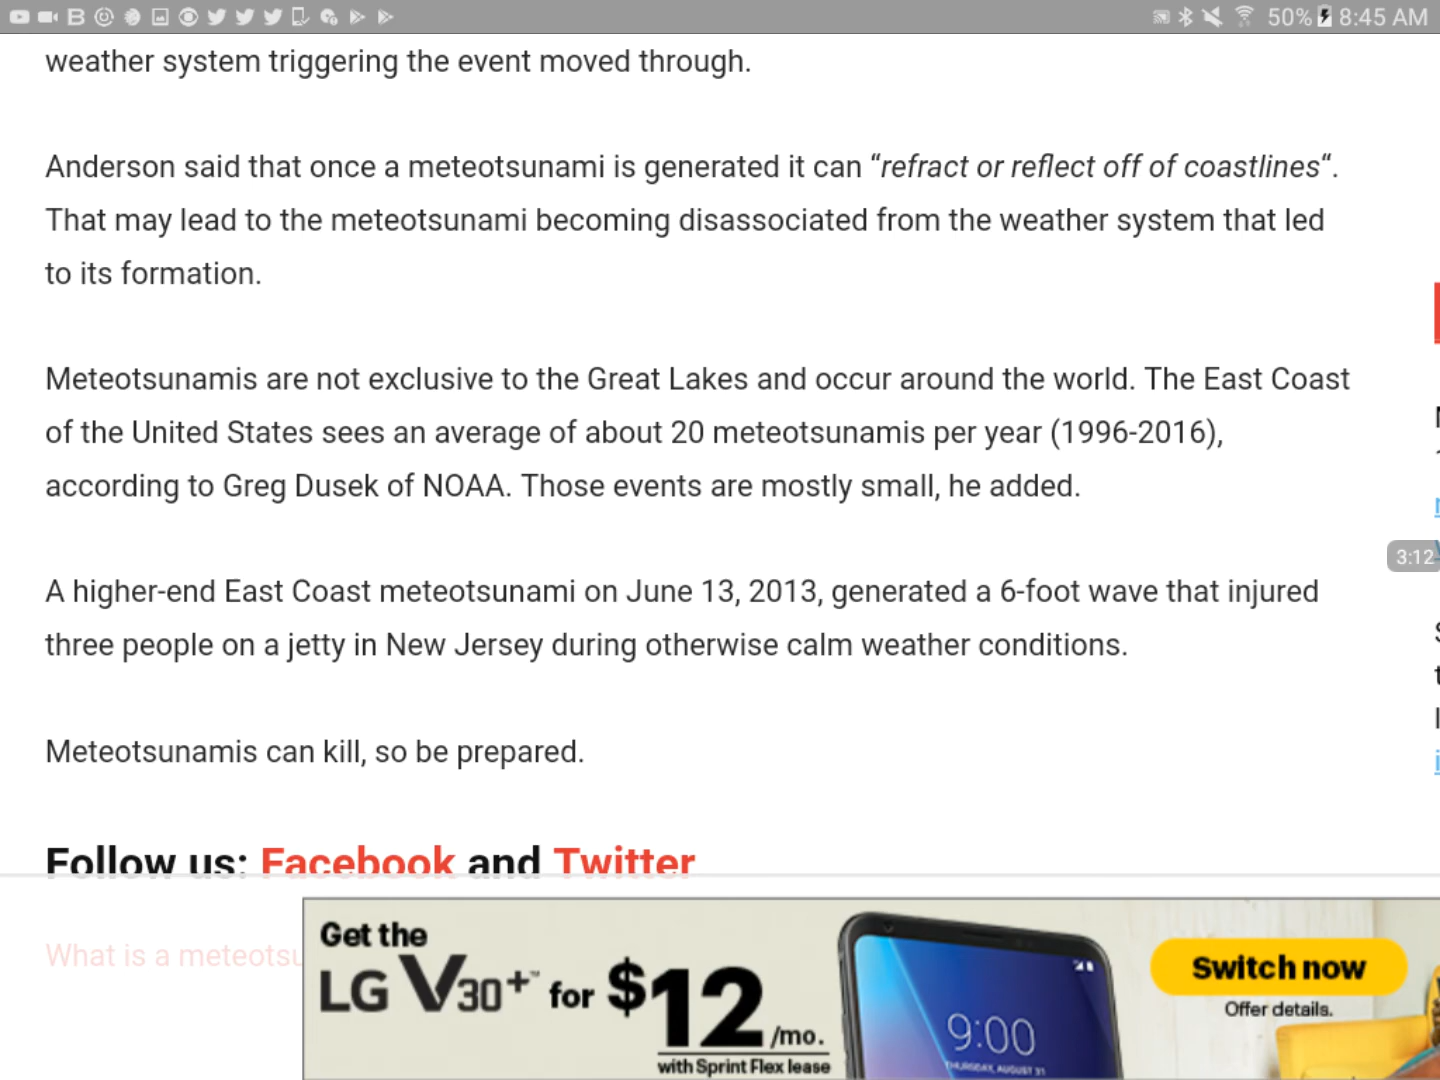 50% 8:45 AM
weather system triggering the event moved through.
Anderson said that once a meteotsunami is generated it can “refract or reflect off of coastlines“.
That may lead to the meteotsunami becoming disassociated from the weather system that led
to its formation.
Meteotsunamis are not exclusive to the Great Lakes and occur around the world. The East Coast
of the United States sees an average of about 20 meteotsunamis per year (1996-2016),
according to Greg Dusek of NOAA. Those events are mostly small, he added.
3:12
A higher-end East Coast meteotsunami on June 13, 2013, generated a 6-foot wave that injured
three people on a jetty in New Jersey during otherwise calm weather conditions.
Meteotsunamis can kill, so be prepared.
Follow us: Facebook and Twitter
What is a meteotsu
Get the
LG V30+™ for $12 /mo.
with Sprint Flex lease
9:00
THURSDAY, AUGUST 31
Switch now
Offer details.